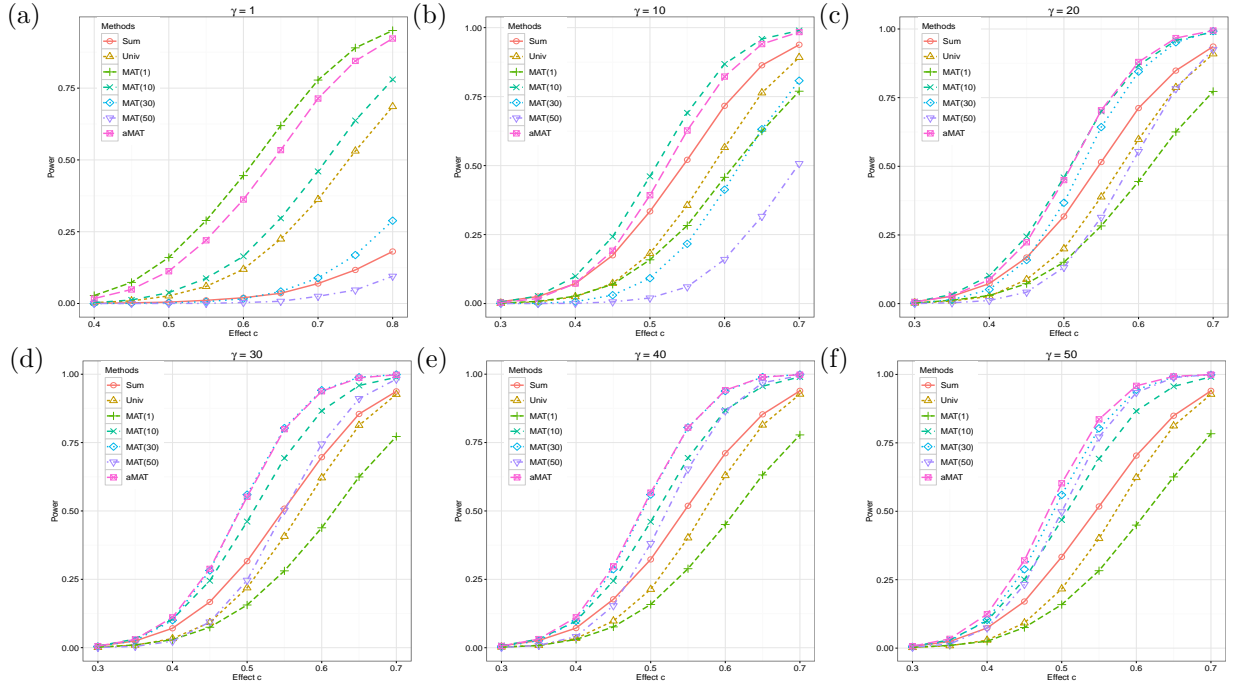 (a)
γ = 1
Methods
Sum
Univ
MAT(1)
MAT(10)
MAT(30)
MAT(50)
aMAT
Power
0.75
0.50
0.25
0.00
0.4
0.5
0.6
0.7
0.8
Effect c
(b)
γ = 10
Methods
Sum
Univ
MAT(1)
MAT(10)
MAT(30)
MAT(50)
aMAT
Power
1.00
0.75
0.50
0.25
0.00
0.3
0.4
0.5
0.6
0.7
Effect c
(c)
γ = 20
Methods
Sum
Univ
MAT(1)
MAT(10)
MAT(30)
MAT(50)
aMAT
Power
1.00
0.75
0.50
0.25
0.00
0.3
0.4
0.5
0.6
0.7
Effect c
(d)
γ = 30
Methods
Sum
Univ
MAT(1)
MAT(10)
MAT(30)
MAT(50)
aMAT
Power
1.00
0.75
0.50
0.25
0.00
0.3
0.4
0.5
0.6
0.7
Effect c
(e)
γ = 40
Methods
Sum
Univ
MAT(1)
MAT(10)
MAT(30)
MAT(50)
aMAT
Power
1.00
0.75
0.50
0.25
0.00
0.3
0.4
0.5
0.6
0.7
Effect c
(f)
γ = 50
Methods
Sum
Univ
MAT(1)
MAT(10)
MAT(30)
MAT(50)
aMAT
Power
1.00
0.75
0.50
0.25
0.00
0.3
0.4
0.5
0.6
0.7
Effect c